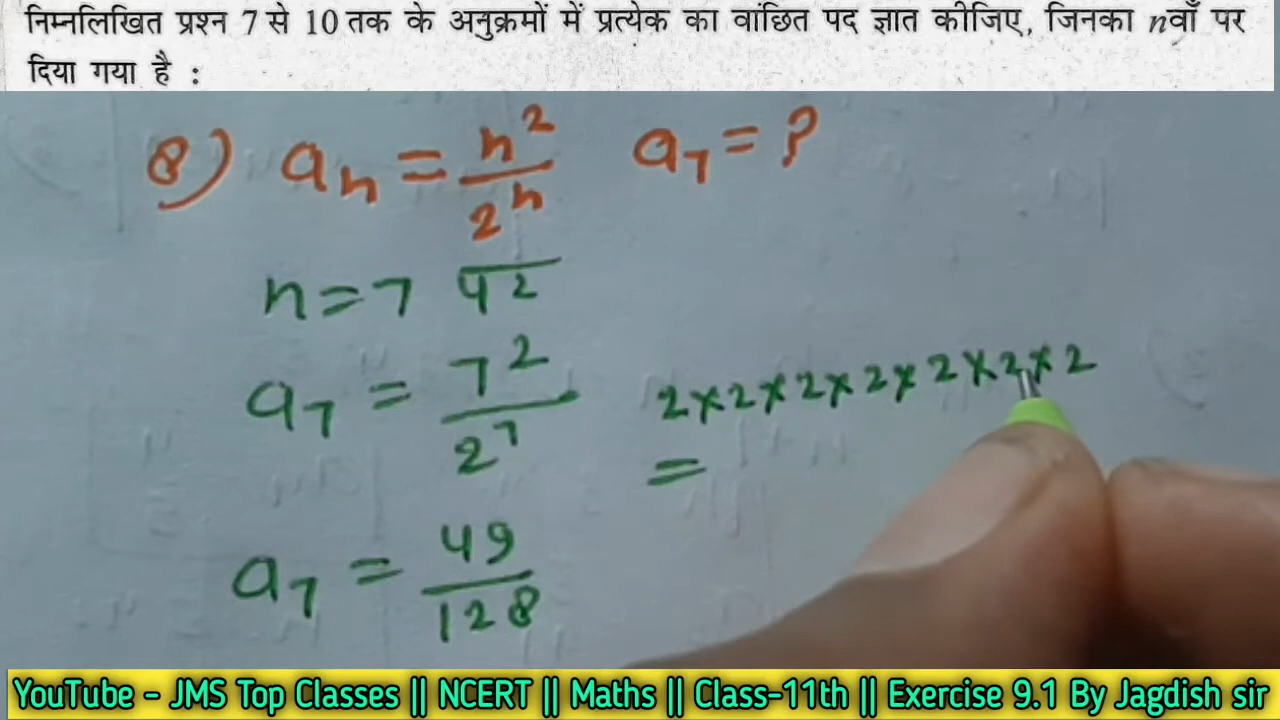 निम्नलिखित प्रश्न 7 से 10 तक के अनुक्रमों में प्रत्येक का वांछित पद ज्ञात कीजिए, जिनका nवाँ पर
दिया गया है :
8) aₙ = n²/2ⁿ a₇ = ?
n = 7 42
a₇ = 7²/2⁷ 2×2×2×2×2×2×2
=
a₇ = 49/128
YouTube - JMS Top Classes || NCERT || Maths || Class-11th || Exercise 9.1 By Jagdish sir